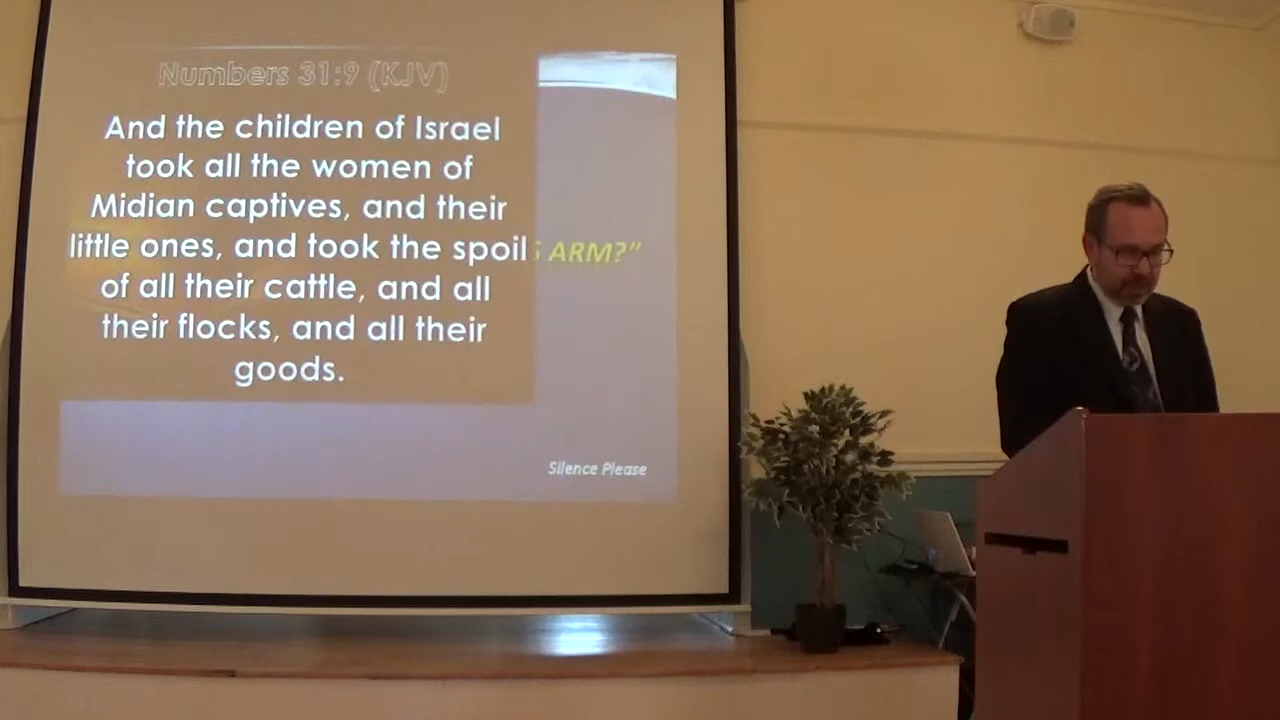 Numbers 31:9 (KJV)
And the children of Israel
took all the women of
Midian captives, and their
little ones, and took the spoil
of all their cattle, and all
their flocks, and all their
goods.
ARM?"
Silence Please